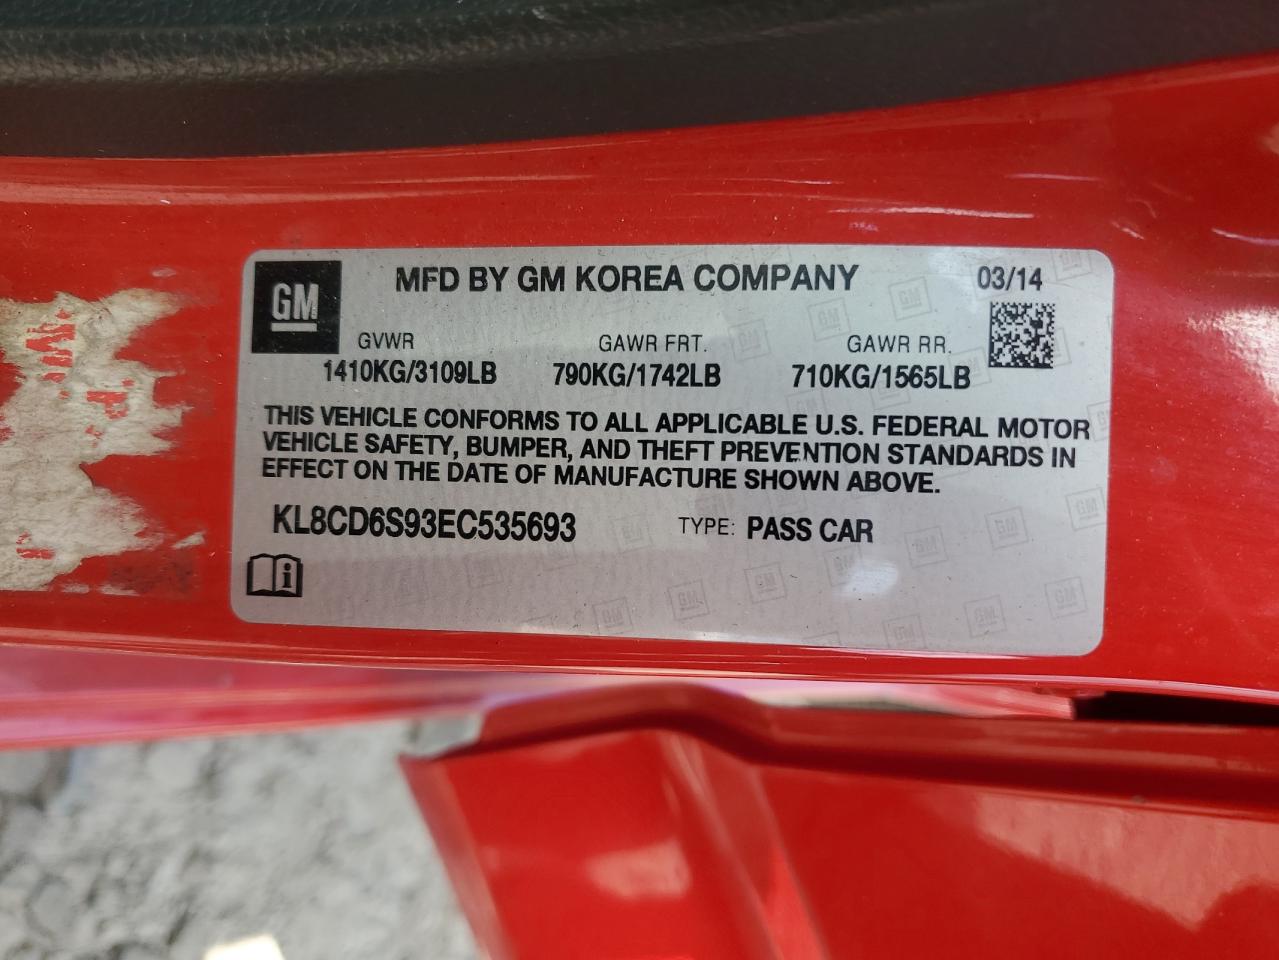 GM
MFD BY GM KOREA COMPANY 03/14
GVWR GAWR FRT. GAWR RR.
1410KG/3109LB 790KG/1742LB 710KG/1565LB
THIS VEHICLE CONFORMS TO ALL APPLICABLE U.S. FEDERAL MOTOR
VEHICLE SAFETY, BUMPER, AND THEFT PREVENTION STANDARDS IN
EFFECT ON THE DATE OF MANUFACTURE SHOWN ABOVE.
KL8CD6S93EC535693 TYPE: PASS CAR